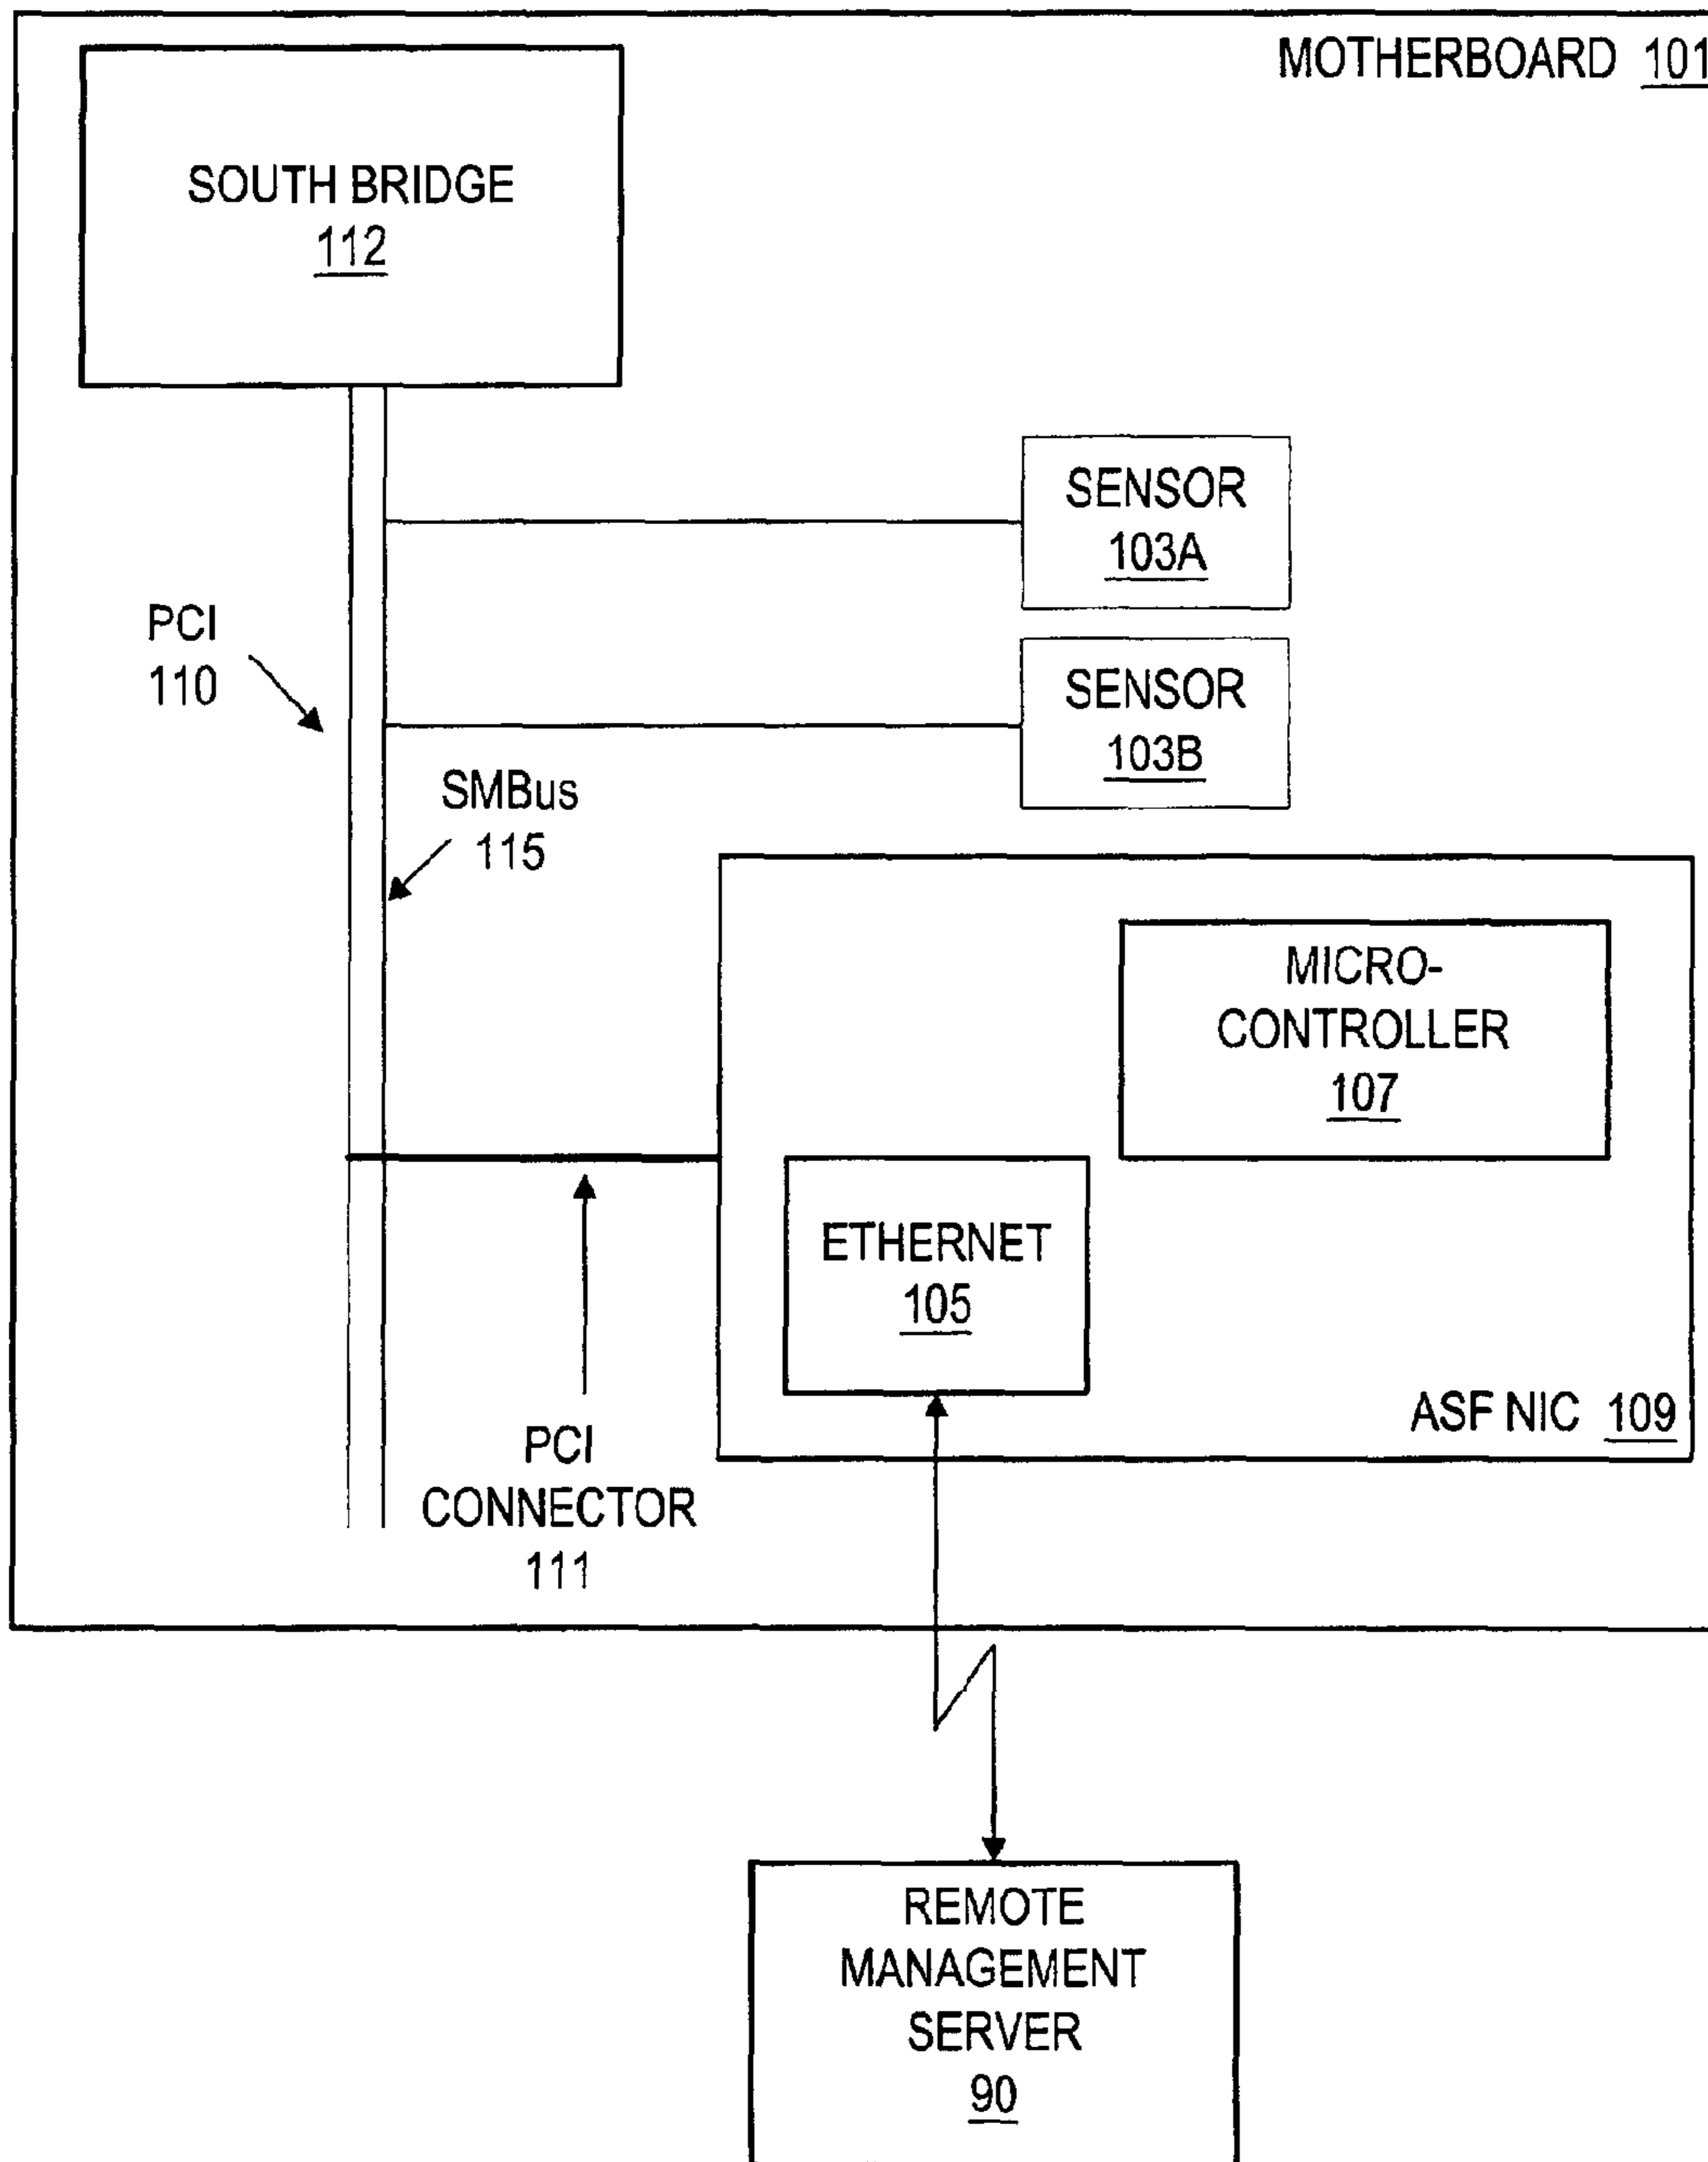 MOTHERBOARD 101
SOUTH BRIDGE
112
SENSOR
103A
PCI
110
SENSOR
103B
SMBus
115
MICRO-
CONTROLLER
107
ETHERNET
105
ASF NIC 109
PCI
CONNECTOR
111
REMOTE
MANAGEMENT
SERVER
90